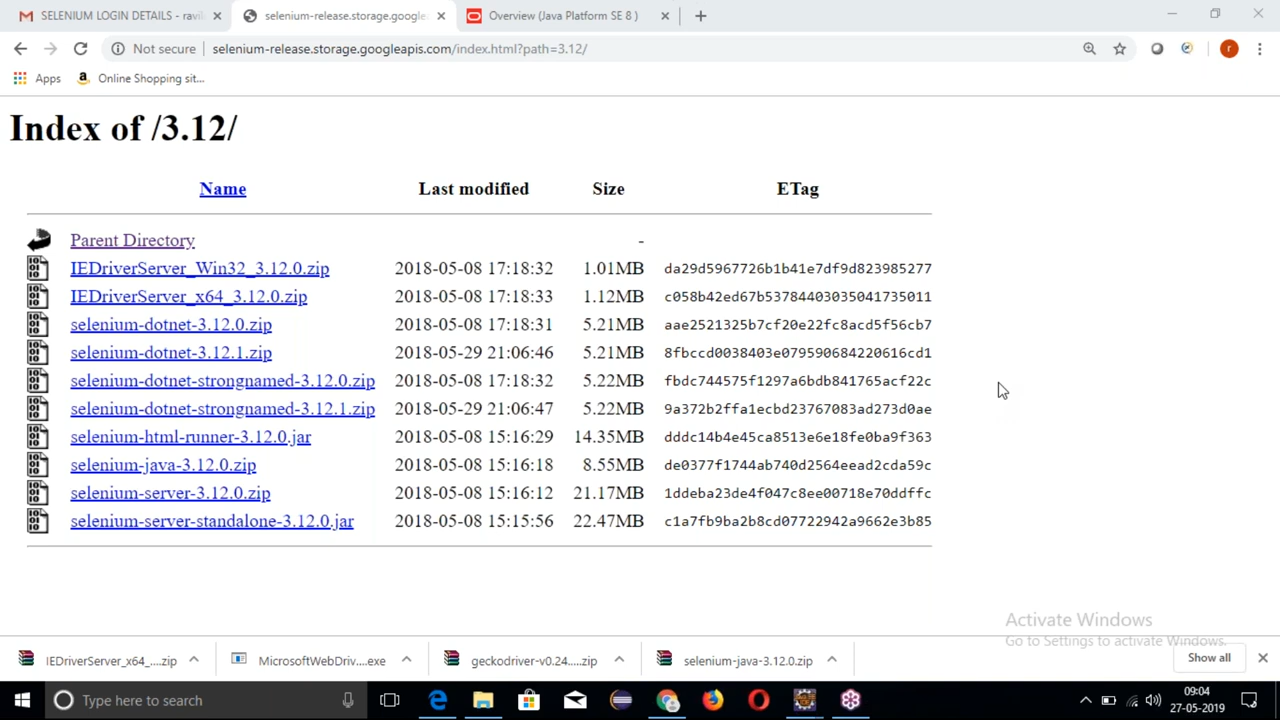 SELENIUM LOGIN DETAILS - ravil
selenium-release.storage.google
Overview (Java Platform SE 8 )
Not secure
selenium-release.storage.googleapis.com/index.html?path=3.12/
r
Apps
Online Shopping sit...
Index of /3.12/
Name Last modified Size ETag
Parent Directory -
IEDriverServer_Win32_3.12.0.zip 2018-05-08 17:18:32 1.01MB da29d5967726b1b41e7df9d823985277
IEDriverServer_x64_3.12.0.zip 2018-05-08 17:18:33 1.12MB c058b42ed67b53784403035041735011
selenium-dotnet-3.12.0.zip 2018-05-08 17:18:31 5.21MB aae2521325b7cf20e22fc8acd5f56cb7
selenium-dotnet-3.12.1.zip 2018-05-29 21:06:46 5.21MB 8fbccd0038403e079590684220616cd1
selenium-dotnet-strongnamed-3.12.0.zip 2018-05-08 17:18:32 5.22MB fbdc744575f1297a6bdb841765acf22c
selenium-dotnet-strongnamed-3.12.1.zip 2018-05-29 21:06:47 5.22MB 9a372b2ffa1ecbd23767083ad273d0ae
selenium-html-runner-3.12.0.jar 2018-05-08 15:16:29 14.35MB dddc14b4e45ca8513e6e18fe0ba9f363
selenium-java-3.12.0.zip 2018-05-08 15:16:18 8.55MB de0377f1744ab740d2564eead2cda59c
selenium-server-3.12.0.zip 2018-05-08 15:16:12 21.17MB 1ddeba23de4f047c8ee00718e70ddffc
selenium-server-standalone-3.12.0.jar 2018-05-08 15:15:56 22.47MB c1a7fb9ba2b8cd07722942a9662e3b85
Activate Windows
Go to Settings to activate Windows.
IEDriverServer_x64_....zip
MicrosoftWebDriv....exe
geckodriver-v0.24.....zip
selenium-java-3.12.0.zip
Show all
Type here to search
09:04
27-05-2019